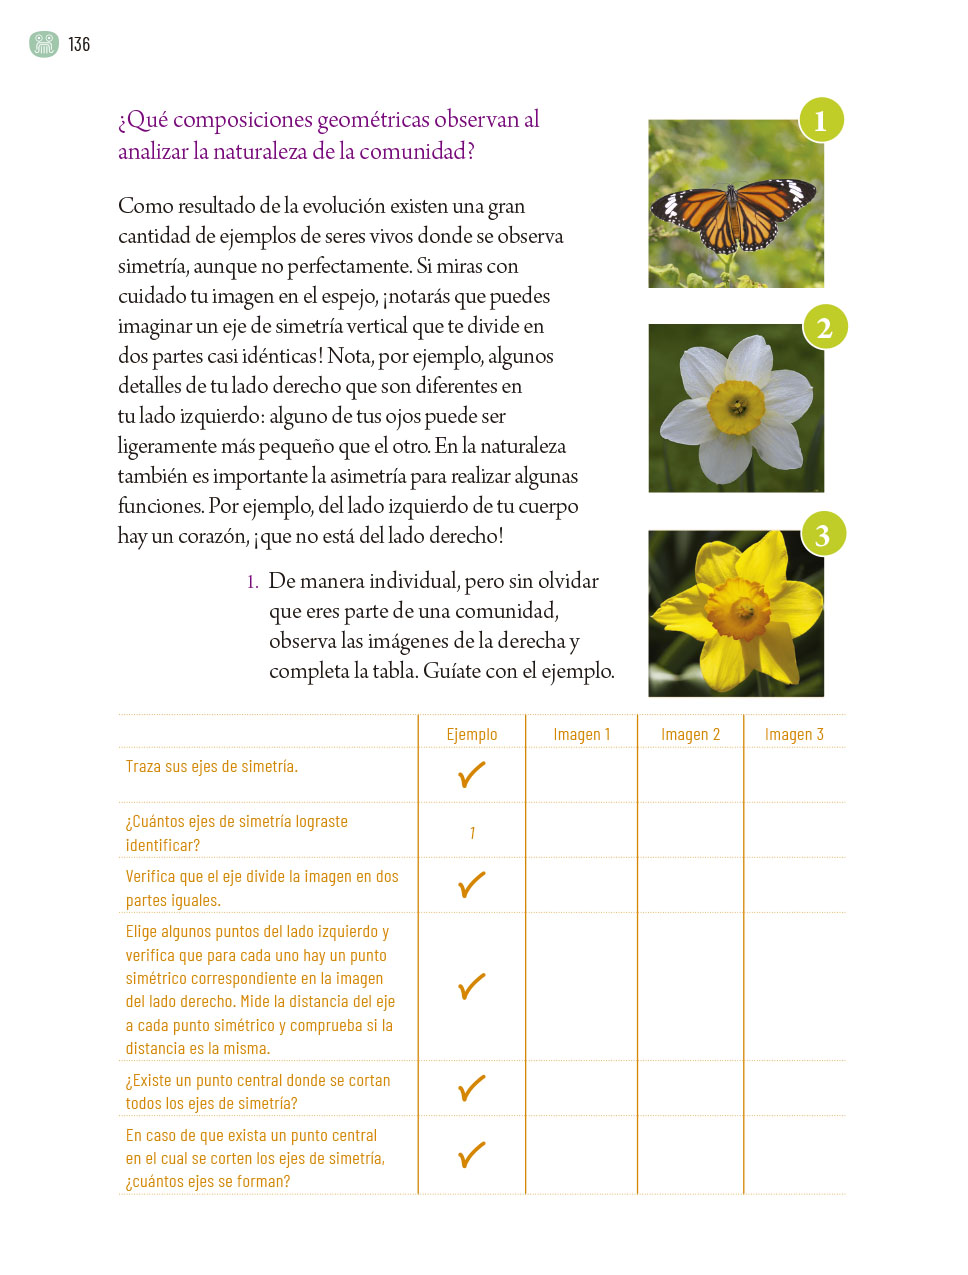 136
¿Qué composiciones geométricas observan al
analizar la naturaleza de la comunidad?
Como resultado de la evolución existen una gran
cantidad de ejemplos de seres vivos donde se observa
simetría, aunque no perfectamente. Si miras con
cuidado tu imagen en el espejo, ¡notarás que puedes
imaginar un eje de simetría vertical que te divide en
dos partes casi idénticas! Nota, por ejemplo, algunos
detalles de tu lado derecho que son diferentes en
tu lado izquierdo: alguno de tus ojos puede ser
ligeramente más pequeño que el otro. En la naturaleza
también es importante la asimetría para realizar algunas
funciones. Por ejemplo, del lado izquierdo de tu cuerpo
hay un corazón, ¡que no está del lado derecho!
1. De manera individual, pero sin olvidar
que eres parte de una comunidad,
observa las imágenes de la derecha y
completa la tabla. Guíate con el ejemplo.
1
2
3
Ejemplo Imagen 1 Imagen 2 Imagen 3
Traza sus ejes de simetría.
¿Cuántos ejes de simetría lograste
identificar?
1
Verifica que el eje divide la imagen en dos
partes iguales.
Elige algunos puntos del lado izquierdo y
verifica que para cada uno hay un punto
simétrico correspondiente en la imagen
del lado derecho. Mide la distancia del eje
a cada punto simétrico y comprueba si la
distancia es la misma.
¿Existe un punto central donde se cortan
todos los ejes de simetría?
En caso de que exista un punto central
en el cual se corten los ejes de simetría,
¿cuántos ejes se forman?